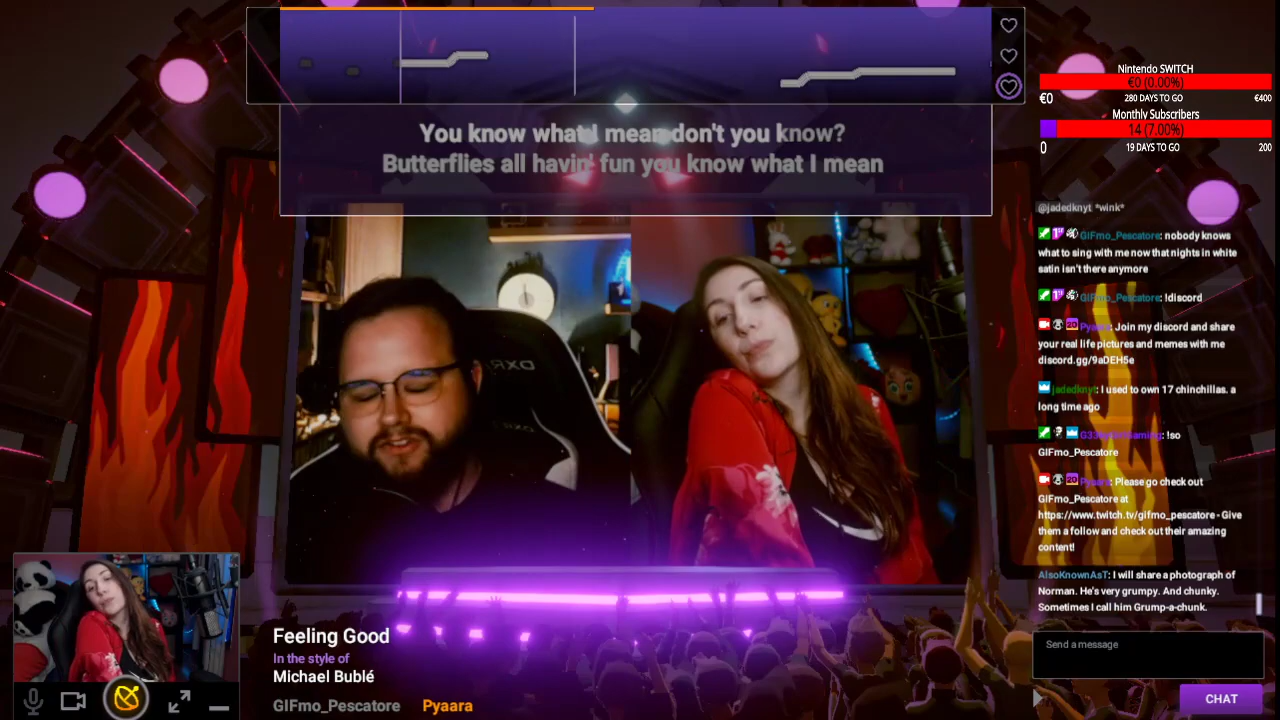 You know what I mean don't you know?
Butterflies all havin' fun you know what I mean
Nintendo SWITCH
€0 (0.00%)
€0 280 DAYS TO GO €400
Monthly Subscribers
14 (7.00%)
0 19 DAYS TO GO 200
@jadedknyt *wink*
GIFmo_Pescatore: nobody knows
what to sing with me now that nights in white
satin isn't there anymore
GIFmo_Pescatore: !discord
Pyaara: Join my discord and share
your real life pictures and memes with me
discord.gg/9aDEH5e
jadedknyt: I used to own 17 chinchillas. a
long time ago
!so
GIFmo_Pescatore
Pyaara: Please go check out
GIFmo_Pescatore at
https://www.twitch.tv/gifmo_pescatore - Give
them a follow and check out their amazing
content!
AlsoKnownAsT: I will share a photograph of
Norman. He's very grumpy. And chunky.
Sometimes I call him Grump-a-chunk.
Send a message
CHAT
Feeling Good
In the style of
Michael Bublé
GIFmo_Pescatore Pyaara